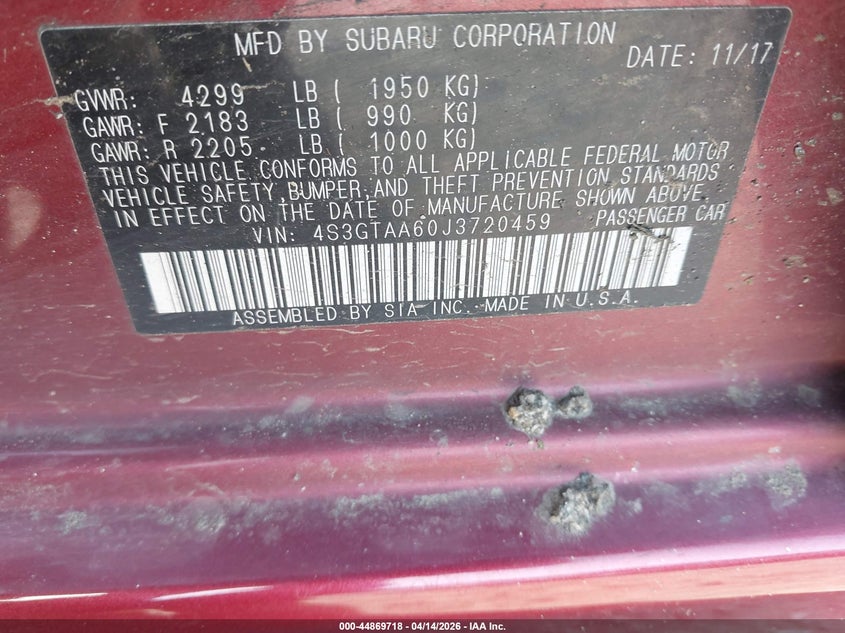 MFD BY SUBARU CORPORATION
DATE: 11/17
GVWR: 4299 LB ( 1950 KG)
GAWR: F 2183 LB ( 990 KG)
GAWR: R 2205 LB ( 1000 KG)
THIS VEHICLE CONFORMS TO ALL APPLICABLE FEDERAL MOTOR
VEHICLE SAFETY, BUMPER, AND THEFT PREVENTION STANDARDS
IN EFFECT ON THE DATE OF MANUFACTURE SHOWN ABOVE
VIN: 4S3GTAA60J3720459 PASSENGER CAR
ASSEMBLED BY SIA INC. MADE IN U.S.A.
000-44869718 - 04/14/2026 - IAA Inc.